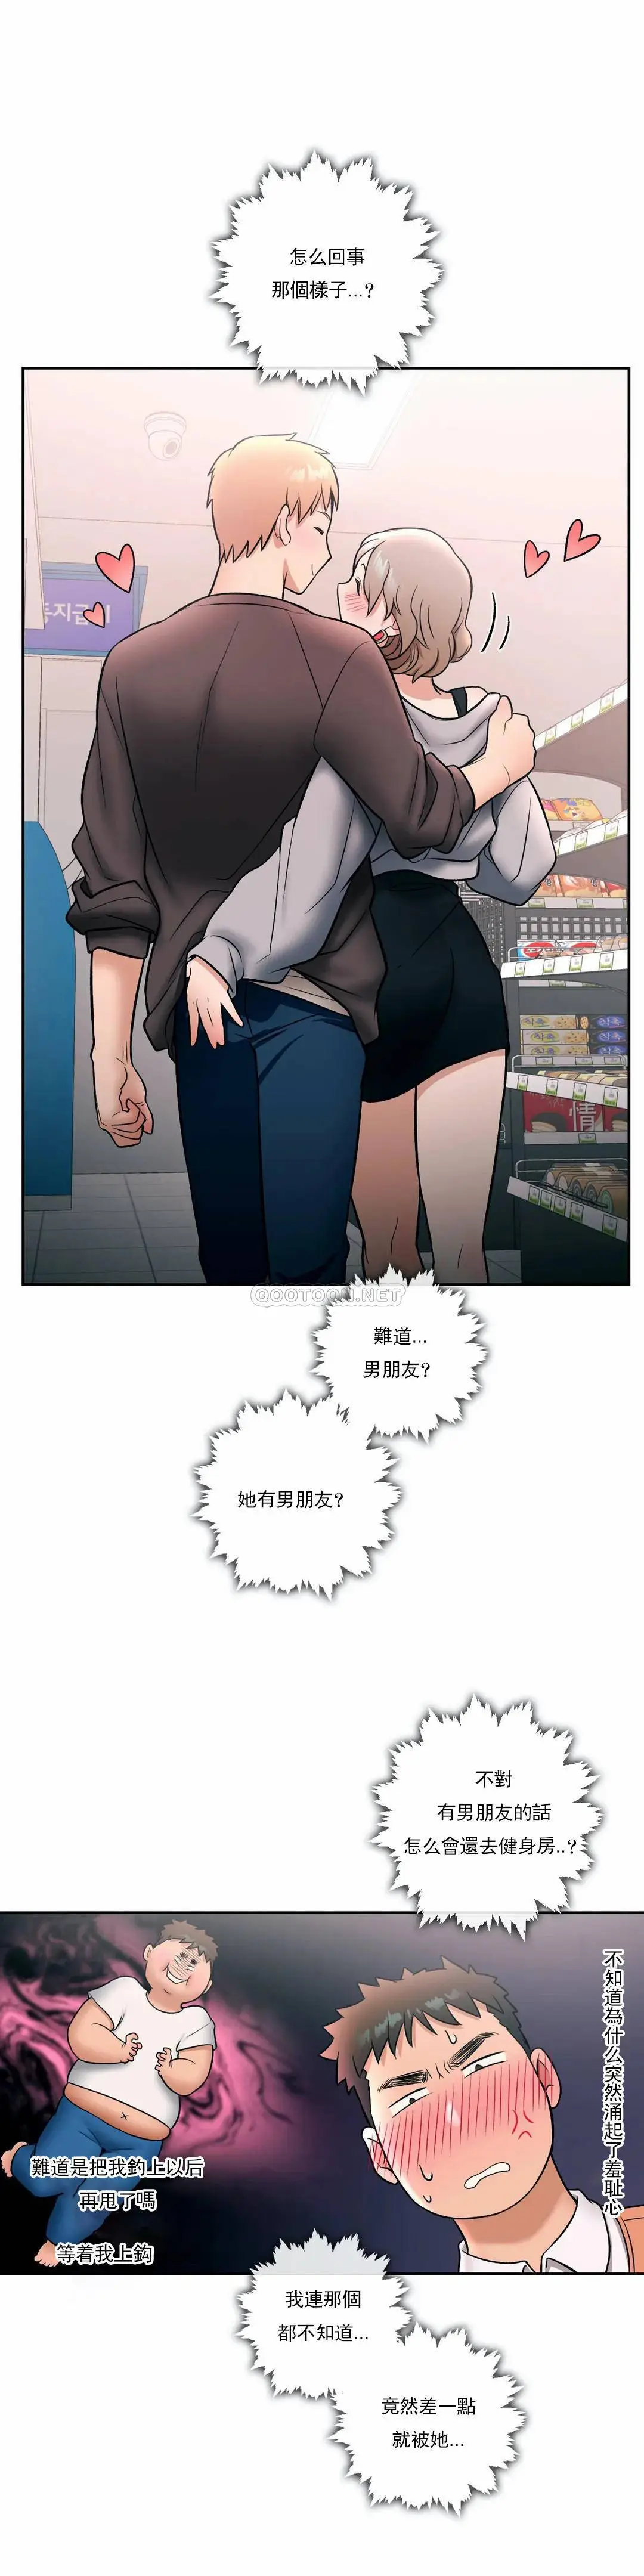 怎么回事
那個樣子...?
동지급기
情
QOOTOON.NET
難道...
男朋友?
她有男朋友?
不對
有男朋友的話
怎么會還去健身房..?
不知道為什么突然涌起了羞耻心
難道是把我釣上以后
再甩了嗎
等着我上鈎
我連那個
都不知道...
竟然差一點
就被她...